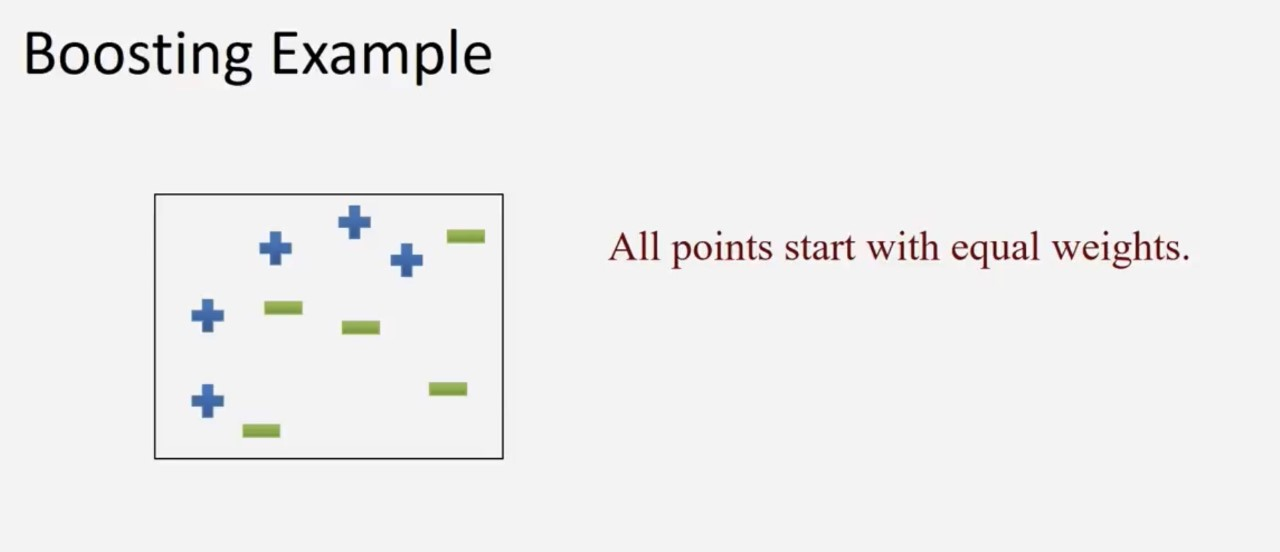 Boosting Example
All points start with equal weights.